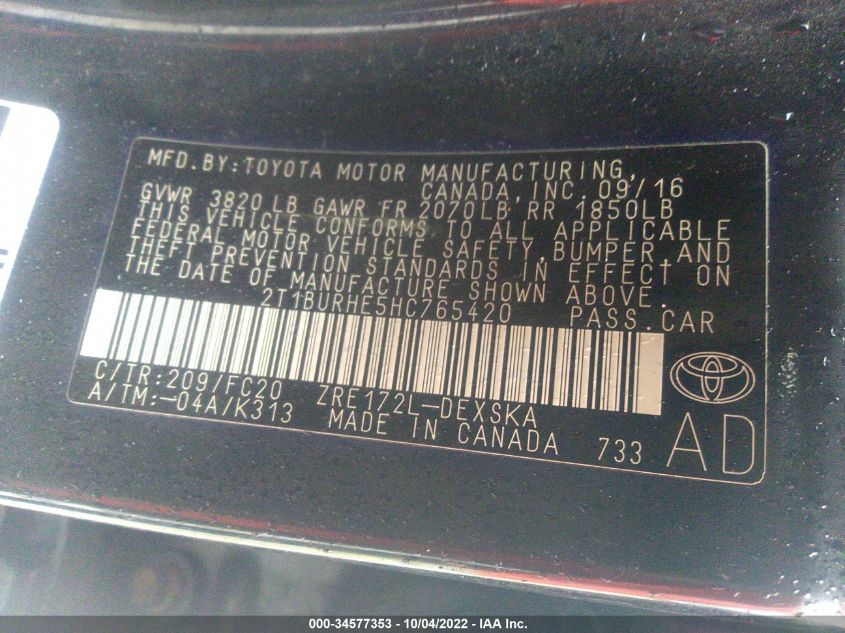 MFD.BY:TOYOTA MOTOR MANUFACTURING,
CANADA,INC.09/16
GVWR 3820LB GAWR FR 2070LB RR 1850LB
THIS VEHICLE CONFORMS TO ALL APPLICABLE
FEDERAL MOTOR VEHICLE SAFETY,BUMPER,AND
THEFT PREVENTION STANDARDS IN EFFECT ON
THE DATE OF MANUFACTURE SHOWN ABOVE.
2T1BURHE5HC765420 PASS.CAR
C/TR:209/FC20 ZRE172L-DEXSKA
A/TM:-04A/K313 MADE IN CANADA 733 AD
000-34577353 - 10/04/2022 - IAA Inc.